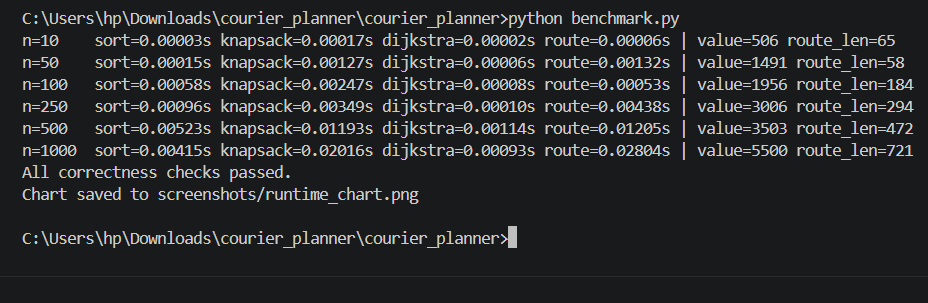 C:\Users\hp\Downloads\courier_planner\courier_planner>python benchmark.py
n=10    sort=0.00003s knapsack=0.00017s dijkstra=0.00002s route=0.00006s | value=506 route_len=65
n=50    sort=0.00015s knapsack=0.00127s dijkstra=0.00006s route=0.00132s | value=1491 route_len=58
n=100   sort=0.00058s knapsack=0.00247s dijkstra=0.00008s route=0.00053s | value=1956 route_len=184
n=250   sort=0.00096s knapsack=0.00349s dijkstra=0.00010s route=0.00438s | value=3006 route_len=294
n=500   sort=0.00523s knapsack=0.01193s dijkstra=0.00114s route=0.01205s | value=3503 route_len=472
n=1000  sort=0.00415s knapsack=0.02016s dijkstra=0.00093s route=0.02804s | value=5500 route_len=721
All correctness checks passed.
Chart saved to screenshots/runtime_chart.png
C:\Users\hp\Downloads\courier_planner\courier_planner>